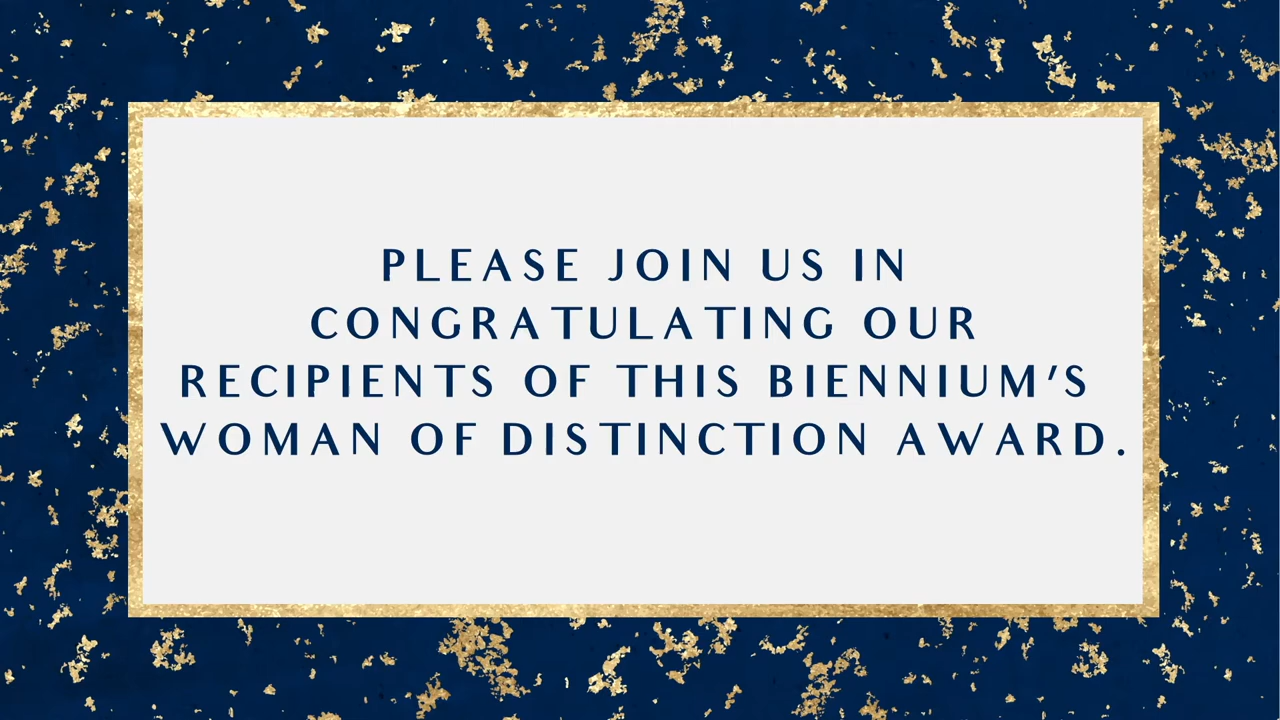 PLEASE JOIN US IN
CONGRATULATING OUR
RECIPIENTS OF THIS BIENNIUM'S
WOMAN OF DISTINCTION AWARD.